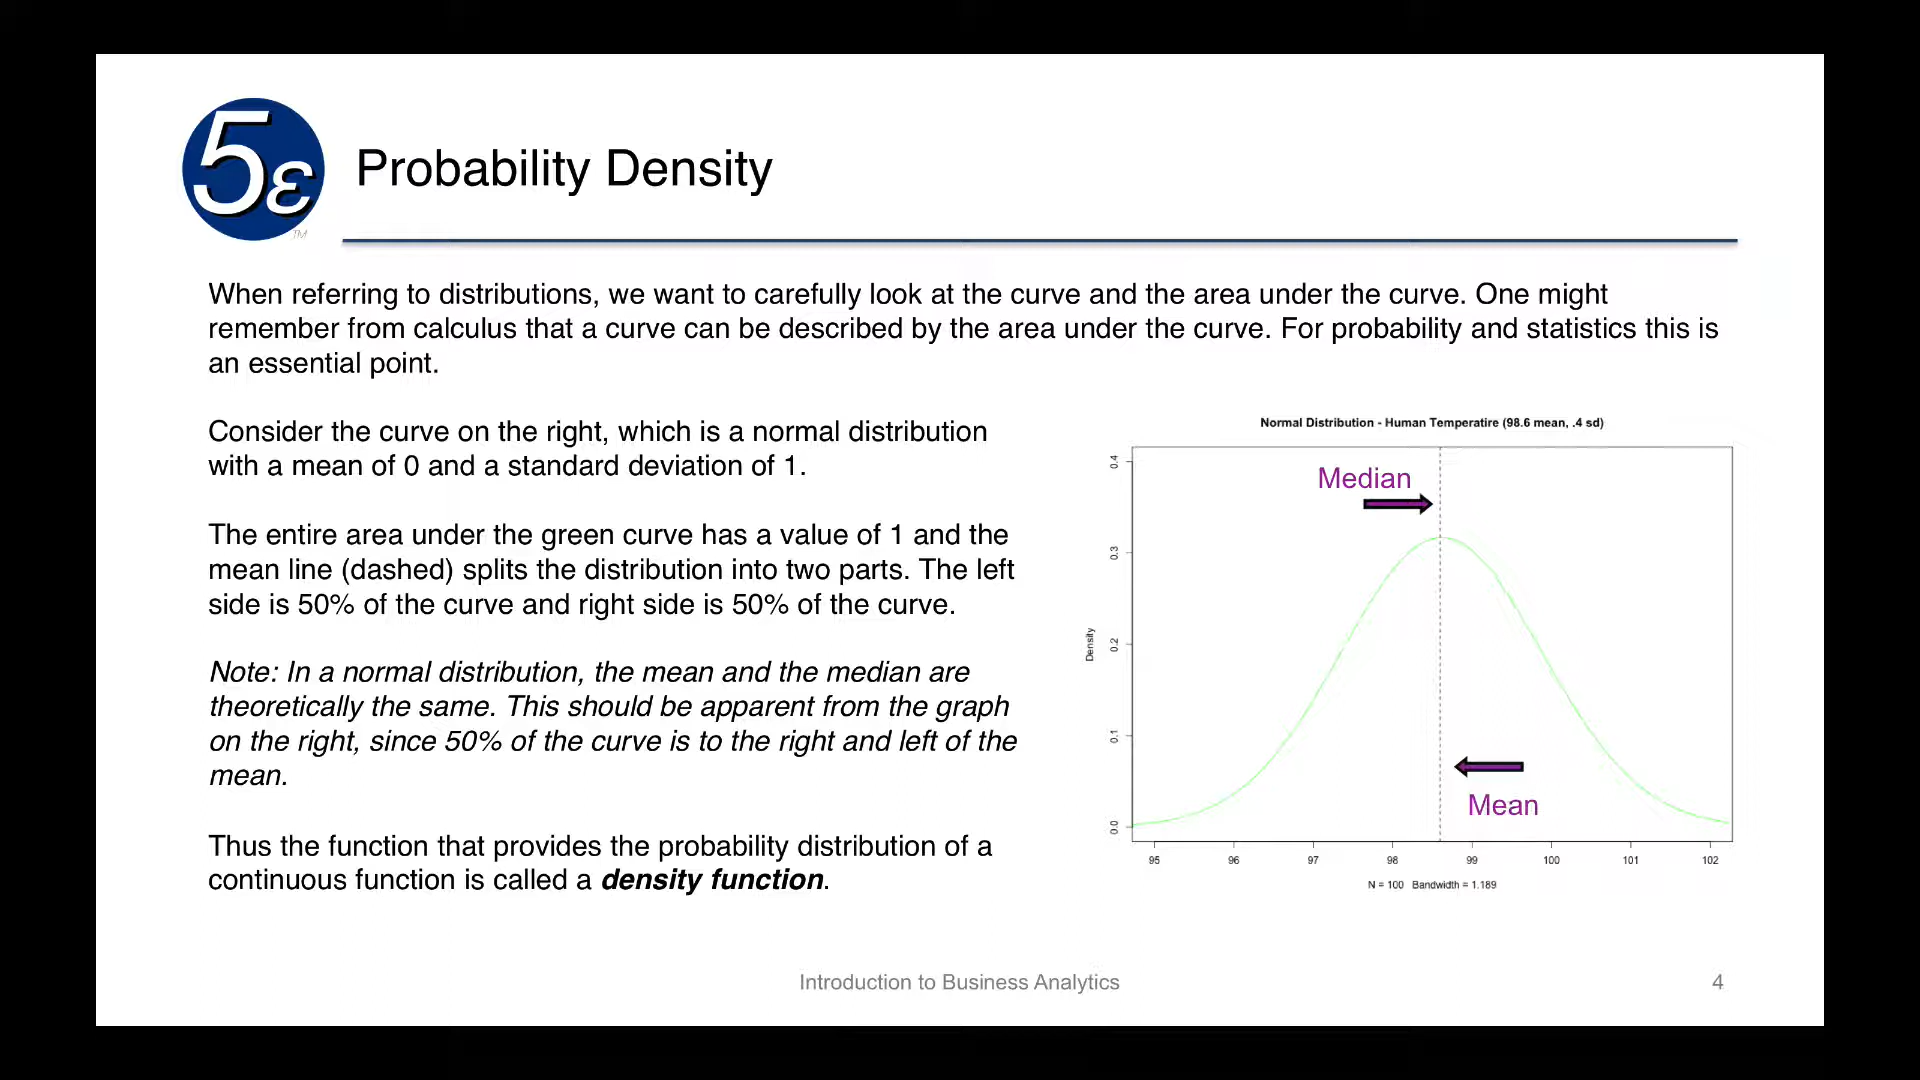 5ε
TM
Probability Density
When referring to distributions, we want to carefully look at the curve and the area under the curve. One might
remember from calculus that a curve can be described by the area under the curve. For probability and statistics this is
an essential point.
Consider the curve on the right, which is a normal distribution
with a mean of 0 and a standard deviation of 1.
The entire area under the green curve has a value of 1 and the
mean line (dashed) splits the distribution into two parts. The left
side is 50% of the curve and right side is 50% of the curve.
Note: In a normal distribution, the mean and the median are
theoretically the same. This should be apparent from the graph
on the right, since 50% of the curve is to the right and left of the
mean.
Thus the function that provides the probability distribution of a
continuous function is called a density function.
Normal Distribution - Human Temperatire (98.6 mean, .4 sd)
Median
Mean
Density
0.4
0.3
0.2
0.1
0.0
95 96 97 98 99 100 101 102
N = 100 Bandwidth = 1.189
Introduction to Business Analytics
4